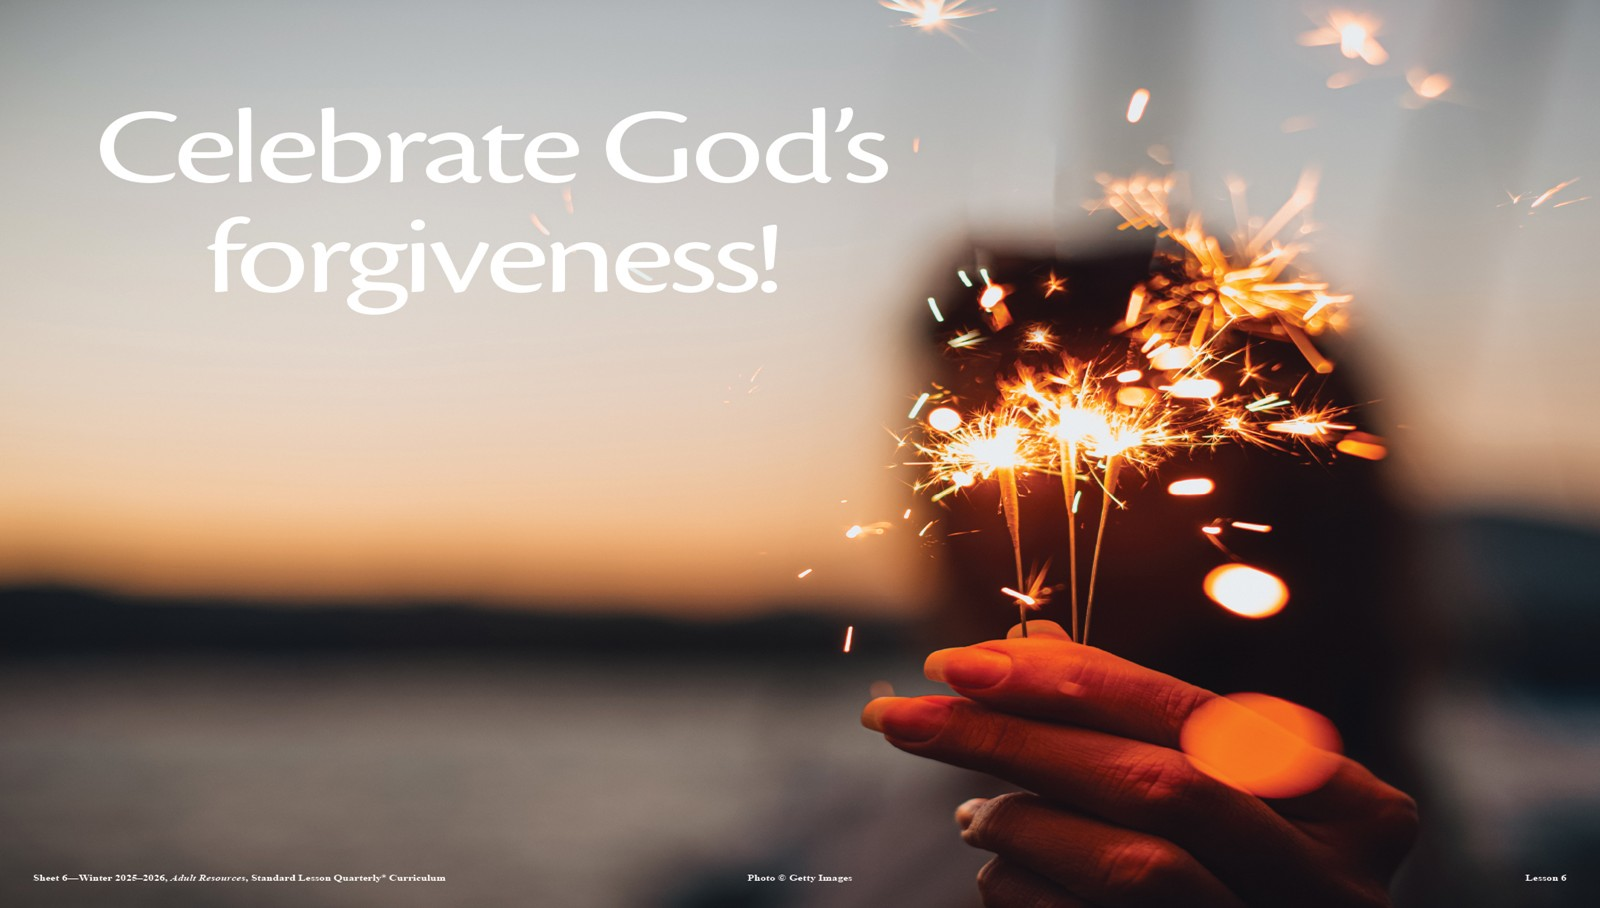 Celebrate God’s
forgiveness!
Sheet 6—Winter 2025–2026, Adult Resources, Standard Lesson Quarterly® Curriculum
Photo © Getty Images
Lesson 6